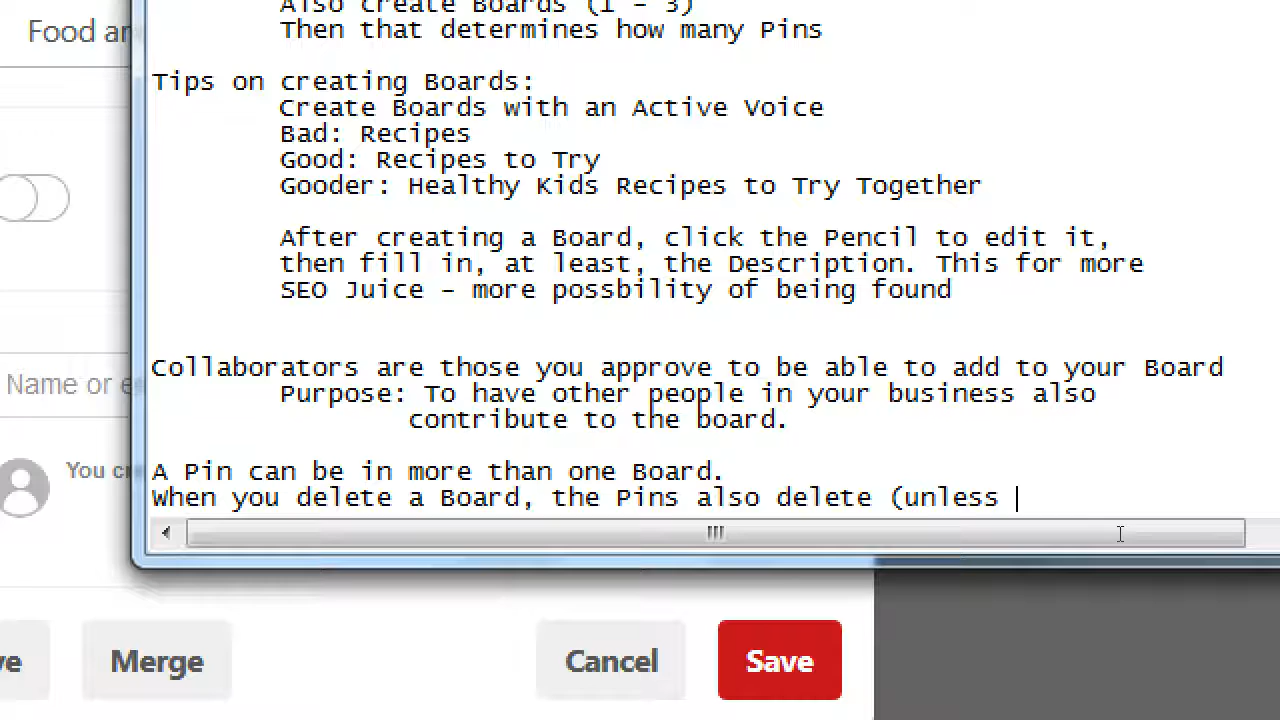 Also create Boards (1 - 3)
Food
Then that determines how many Pins
Tips on creating Boards:
Create Boards with an Active Voice
Bad: Recipes
Good: Recipes to Try
Gooder: Healthy Kids Recipes to Try Together
After creating a Board, click the Pencil to edit it,
then fill in, at least, the Description. This for more
SEO Juice - more possbility of being found
Collaborators are those you approve to be able to add to your Board
Name or
Purpose: To have other people in your business also
contribute to the board.
You
A Pin can be in more than one Board.
When you delete a Board, the Pins also delete (unless
Merge
Cancel
Save